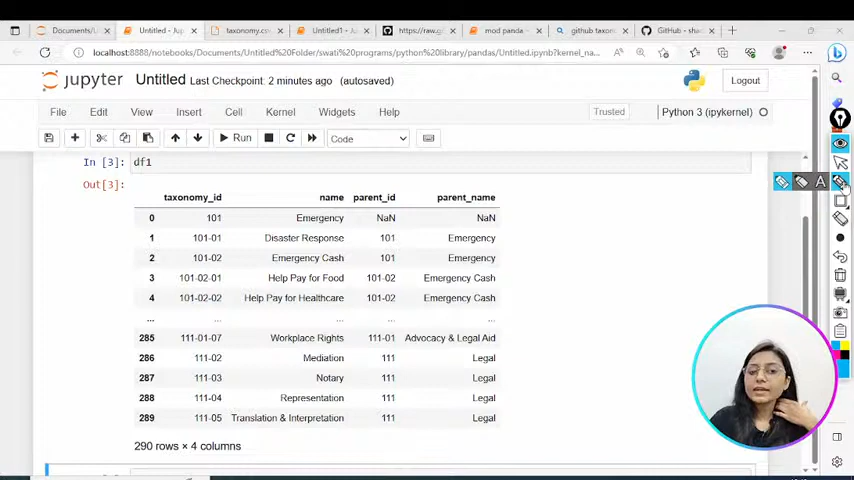 Documents/Un
Untitled - Jup
taxonomy.cs
Untitled1 - Ju
https://raw.g
mod panda -
github taxon
GitHub - sha
localhost:8888/notebooks/Documents/Untitled%20Folder/swati%20programs/python%20library/pandas/Untitled.ipynb?kernel_na...
jupyter Untitled Last Checkpoint: 2 minutes ago (autosaved)
Logout
File Edit View Insert Cell Kernel Widgets Help
Trusted
Python 3 (ipykernel)
Run
Code
A
In [3]: df1
Out[3]:
taxonomy_id name parent_id parent_name
0 101 Emergency NaN NaN
1 101-01 Disaster Response 101 Emergency
2 101-02 Emergency Cash 101 Emergency
3 101-02-01 Help Pay for Food 101-02 Emergency Cash
4 101-02-02 Help Pay for Healthcare 101-02 Emergency Cash
... ... ... ... ...
285 111-01-07 Workplace Rights 111-01 Advocacy & Legal Aid
286 111-02 Mediation 111 Legal
287 111-03 Notary 111 Legal
288 111-04 Representation 111 Legal
289 111-05 Translation & Interpretation 111 Legal
290 rows × 4 columns